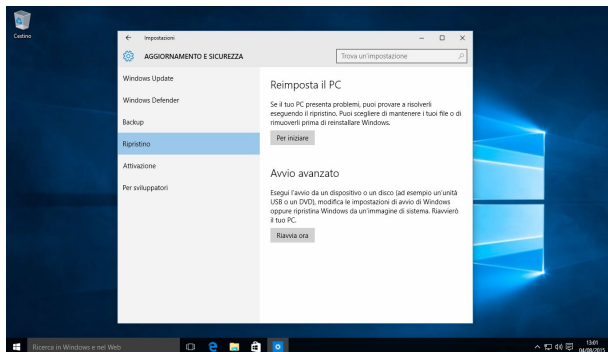 Cestino
Impostazioni
AGGIORNAMENTO E SICUREZZA
Trova un'impostazione
Windows Update
Windows Defender
Backup
Ripristino
Attivazione
Per sviluppatori
Reimposta il PC
Se il tuo PC presenta problemi, puoi provare a risolverli
eseguendo il ripristino. Puoi scegliere di mantenere i tuoi file o di
rimuoverli prima di reinstallare Windows.
Per iniziare
Avvio avanzato
Esegui l'avvio da un dispositivo o un disco (ad esempio un'unità
USB o un DVD), modifica le impostazioni di avvio di Windows
oppure ripristina Windows da un'immagine di sistema. Riavvierò
il tuo PC.
Riavvia ora
Ricerca in Windows e nel Web
13:01
04/08/2015